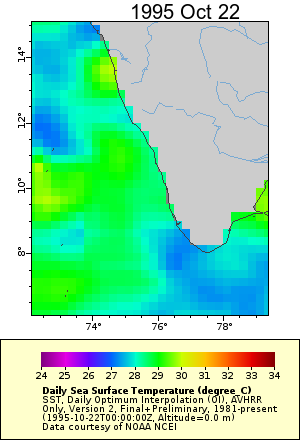 1995 Oct 22
14°
12°
10°
8°
74°
76°
78°
24 25 26 27 28 29 30 31 32 33 34
Daily Sea Surface Temperature (degree_C)
SST, Daily Optimum Interpolation (OI), AVHRR
Only, Version 2, Final+Preliminary, 1981-present
(1995-10-22T00:00:00Z, Altitude=0.0 m)
Data courtesy of NOAA NCEI